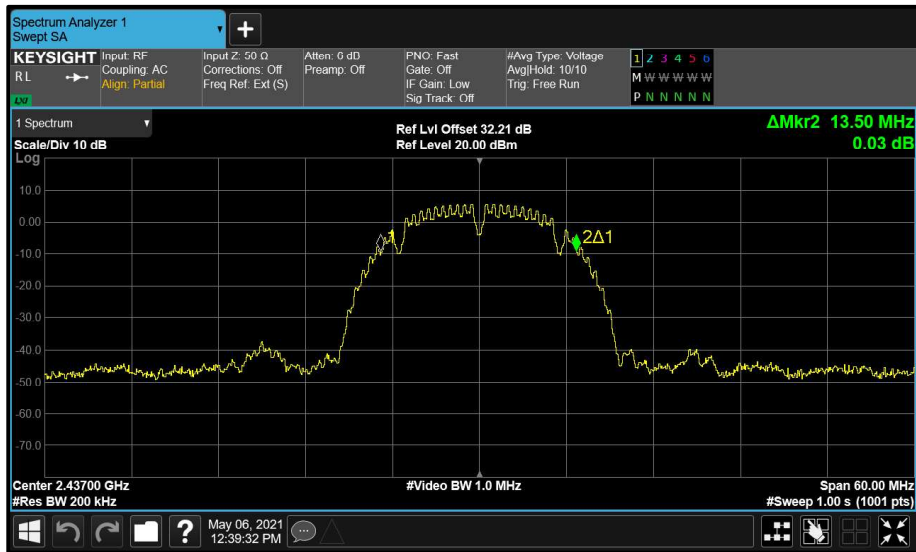 Spectrum Analyzer 1
Swept SA
KEYSIGHT Input: RF Input Z: 50 Ω Atten: 6 dB PNO: Fast #Avg Type: Voltage 1 2 3 4 5 6
RL Coupling: AC Corrections: Off Preamp: Off Gate: Off Avg|Hold: 10/10 M W W W W W
Align: Partial Freq Ref: Ext (S) IF Gain: Low Trig: Free Run
LXI Sig Track: Off P N N N N N
1 Spectrum Ref Lvl Offset 32.21 dB ΔMkr2 13.50 MHz
Scale/Div 10 dB Ref Level 20.00 dBm 0.03 dB
Log
10.0
0.00
1 2Δ1
-10.0
-20.0
-30.0
-40.0
-50.0
-60.0
-70.0
Center 2.43700 GHz #Video BW 1.0 MHz Span 60.00 MHz
#Res BW 200 kHz #Sweep 1.00 s (1001 pts)
? May 06, 2021
12:39:32 PM